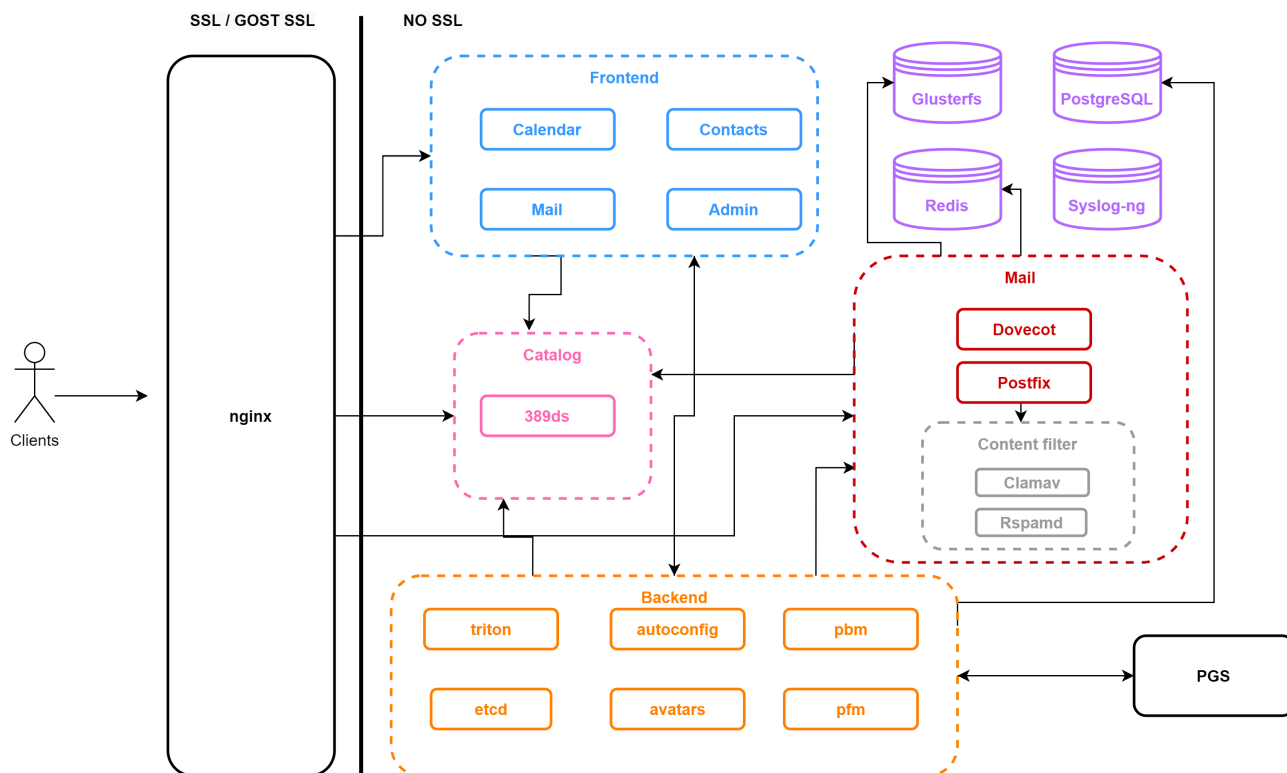 SSL / GOST SSL
NO SSL
Frontend
Calendar
Contacts
Mail
Admin
Glusterfs
PostgreSQL
Redis
Syslog-ng
Mail
Dovecot
Postfix
Content filter
Clamav
Rspamd
Catalog
389ds
Clients
nginx
Backend
triton
autoconfig
pbm
etcd
avatars
pfm
PGS